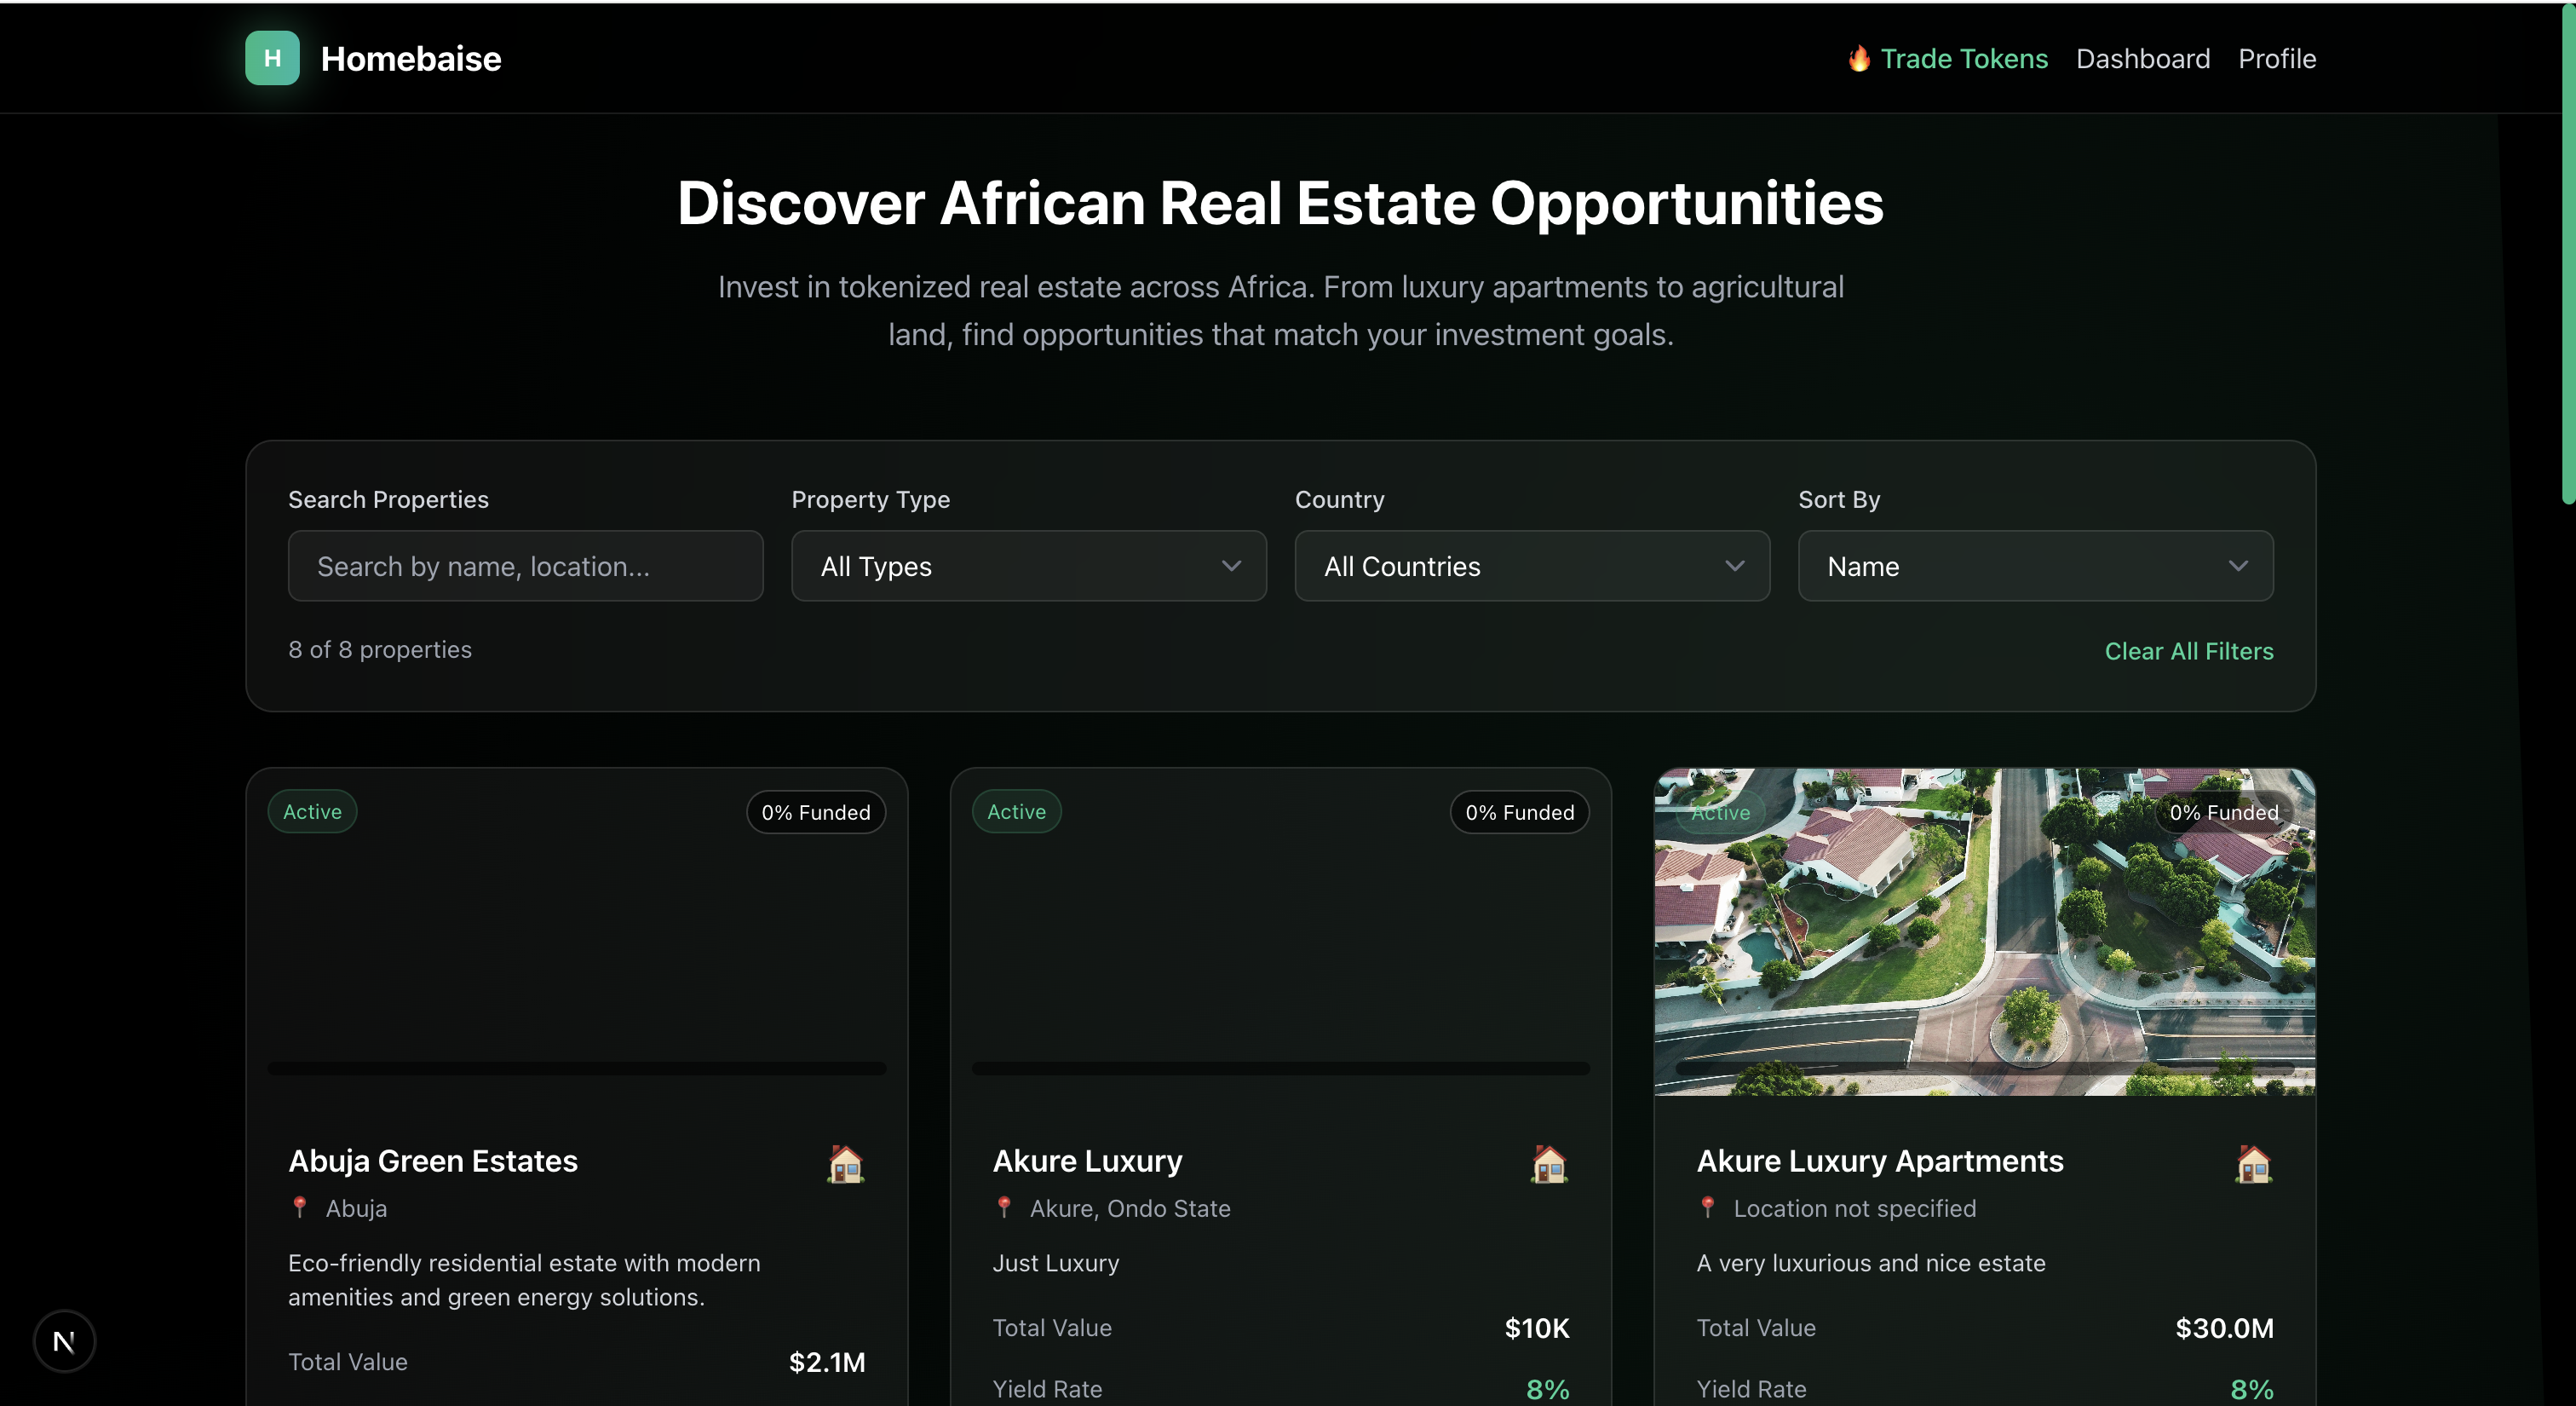 H
Homebaise
🔥 Trade Tokens
Dashboard
Profile
Discover African Real Estate Opportunities
Invest in tokenized real estate across Africa. From luxury apartments to agricultural
land, find opportunities that match your investment goals.
Search Properties
Property Type
Country
Sort By
Search by name, location...
All Types
All Countries
Name
8 of 8 properties
Clear All Filters
Active
0% Funded
Abuja Green Estates
Abuja
Eco-friendly residential estate with modern
amenities and green energy solutions.
Total Value
$2.1M
Active
0% Funded
Akure Luxury
Akure, Ondo State
Just Luxury
Total Value
$10K
Yield Rate
8%
Active
0% Funded
Akure Luxury Apartments
Location not specified
A very luxurious and nice estate
Total Value
$30.0M
Yield Rate
8%
N